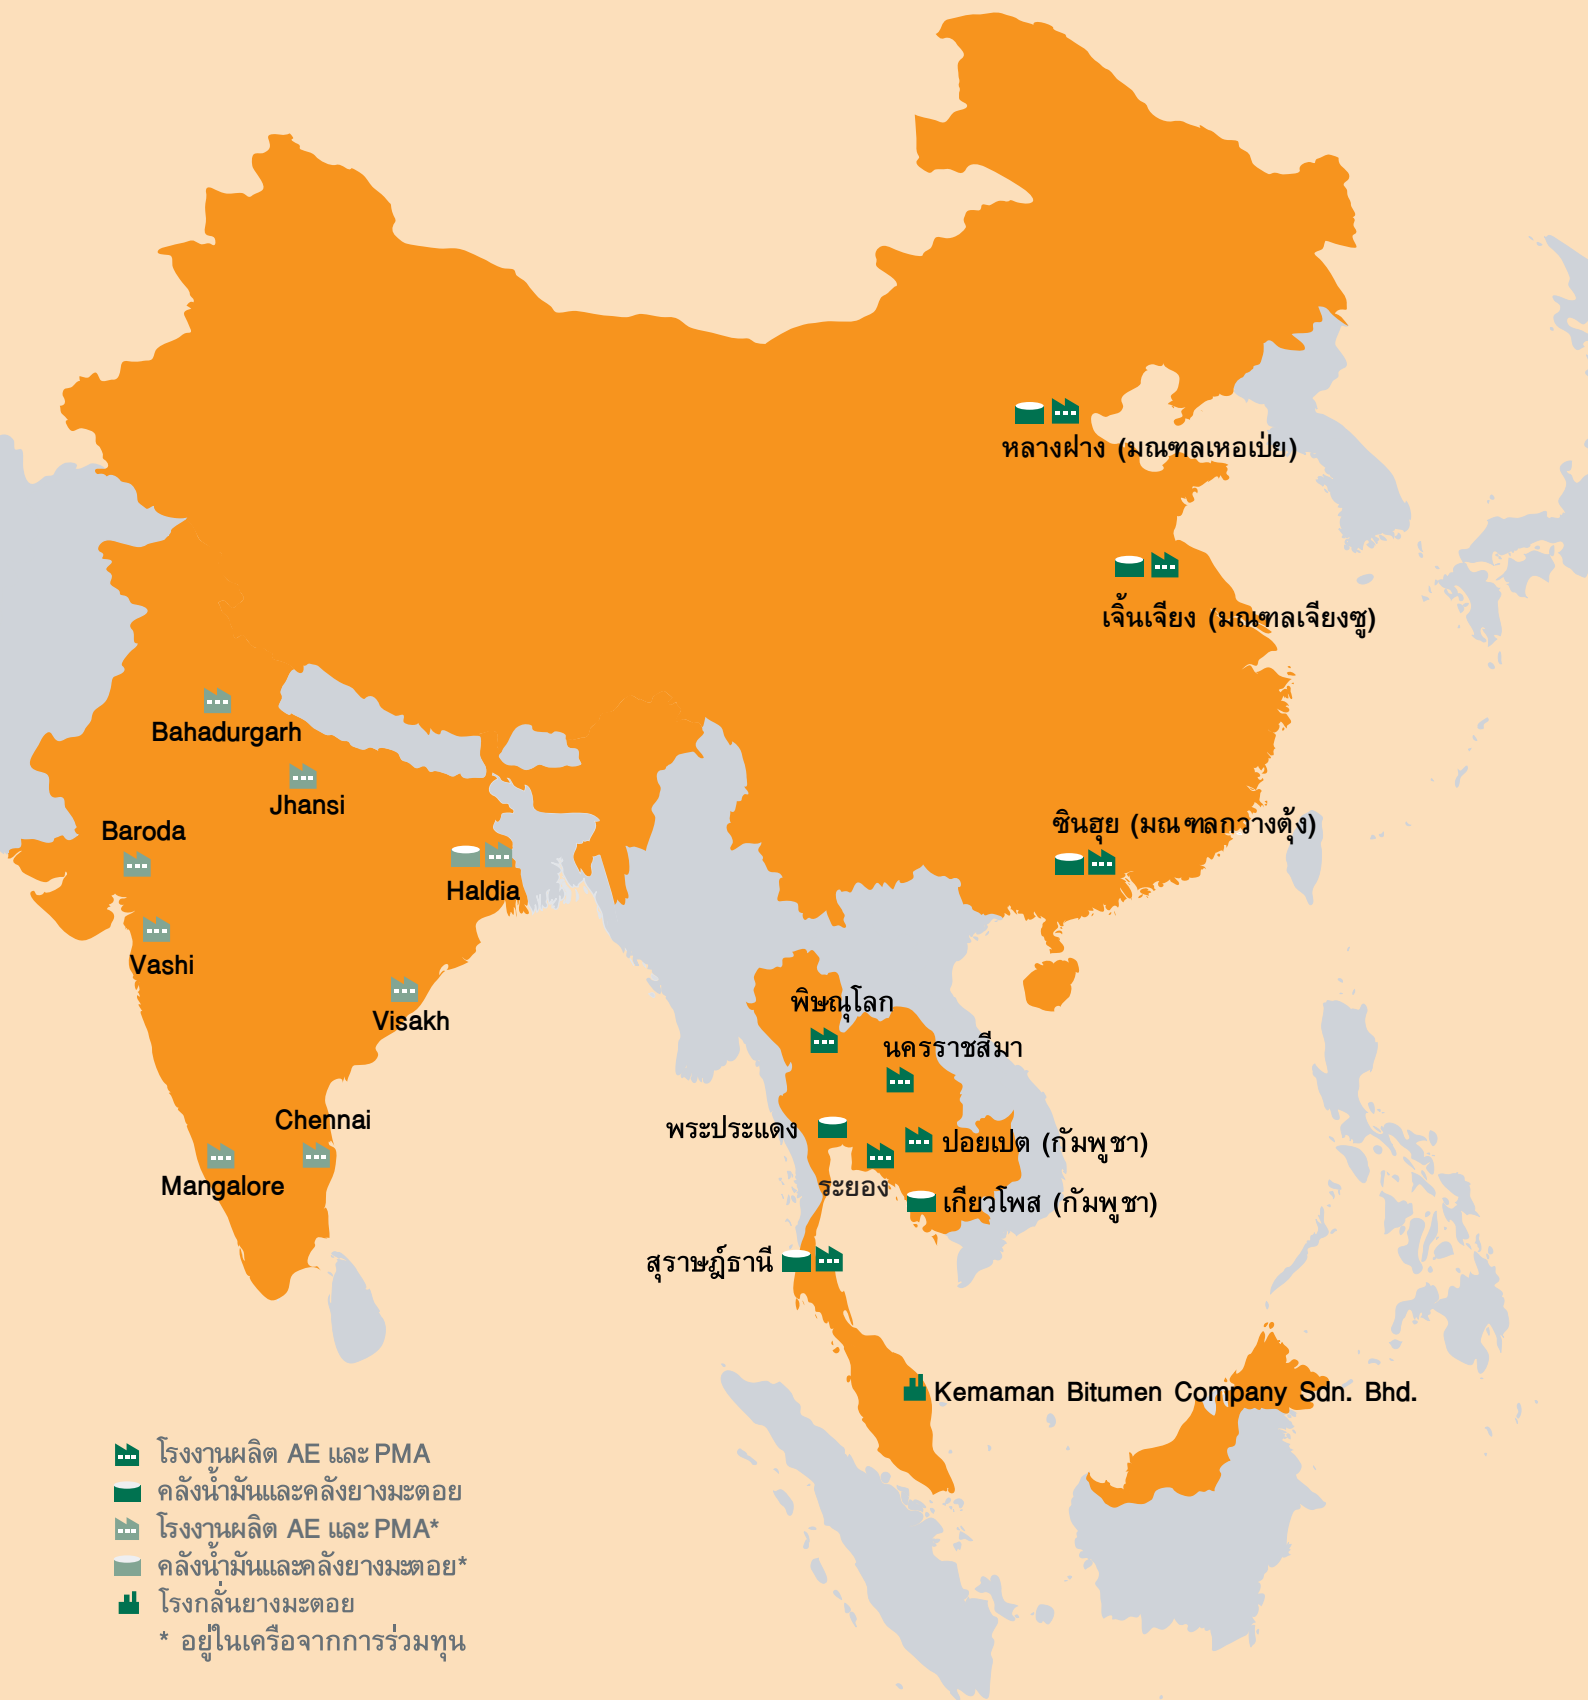 หลางฝาง (มณฑลเหอเป่ย)
เจิ้นเจียง (มณฑลเจียงซู)
Bahadurgarh
Jhansi
Baroda
ซินฮุย (มณฑลกวางตุ้ง)
Haldia
Vashi
พิษณุโลก
Visakh
นครราชสีมา
Chennai
พระประแดง
ปอยเปต (กัมพูชา)
Mangalore
ระยอง
เกียวโพส (กัมพูชา)
สุราษฎ์ธานี
Kemaman Bitumen Company Sdn. Bhd.
โรงงานผลิต AE และ PMA
คลังน้ำมันและคลังยางมะตอย
โรงงานผลิต AE และ PMA*
คลังน้ำมันและคลังยางมะตอย*
โรงกลั่นยางมะตอย
* อยู่ในเครือจากการร่วมทุน